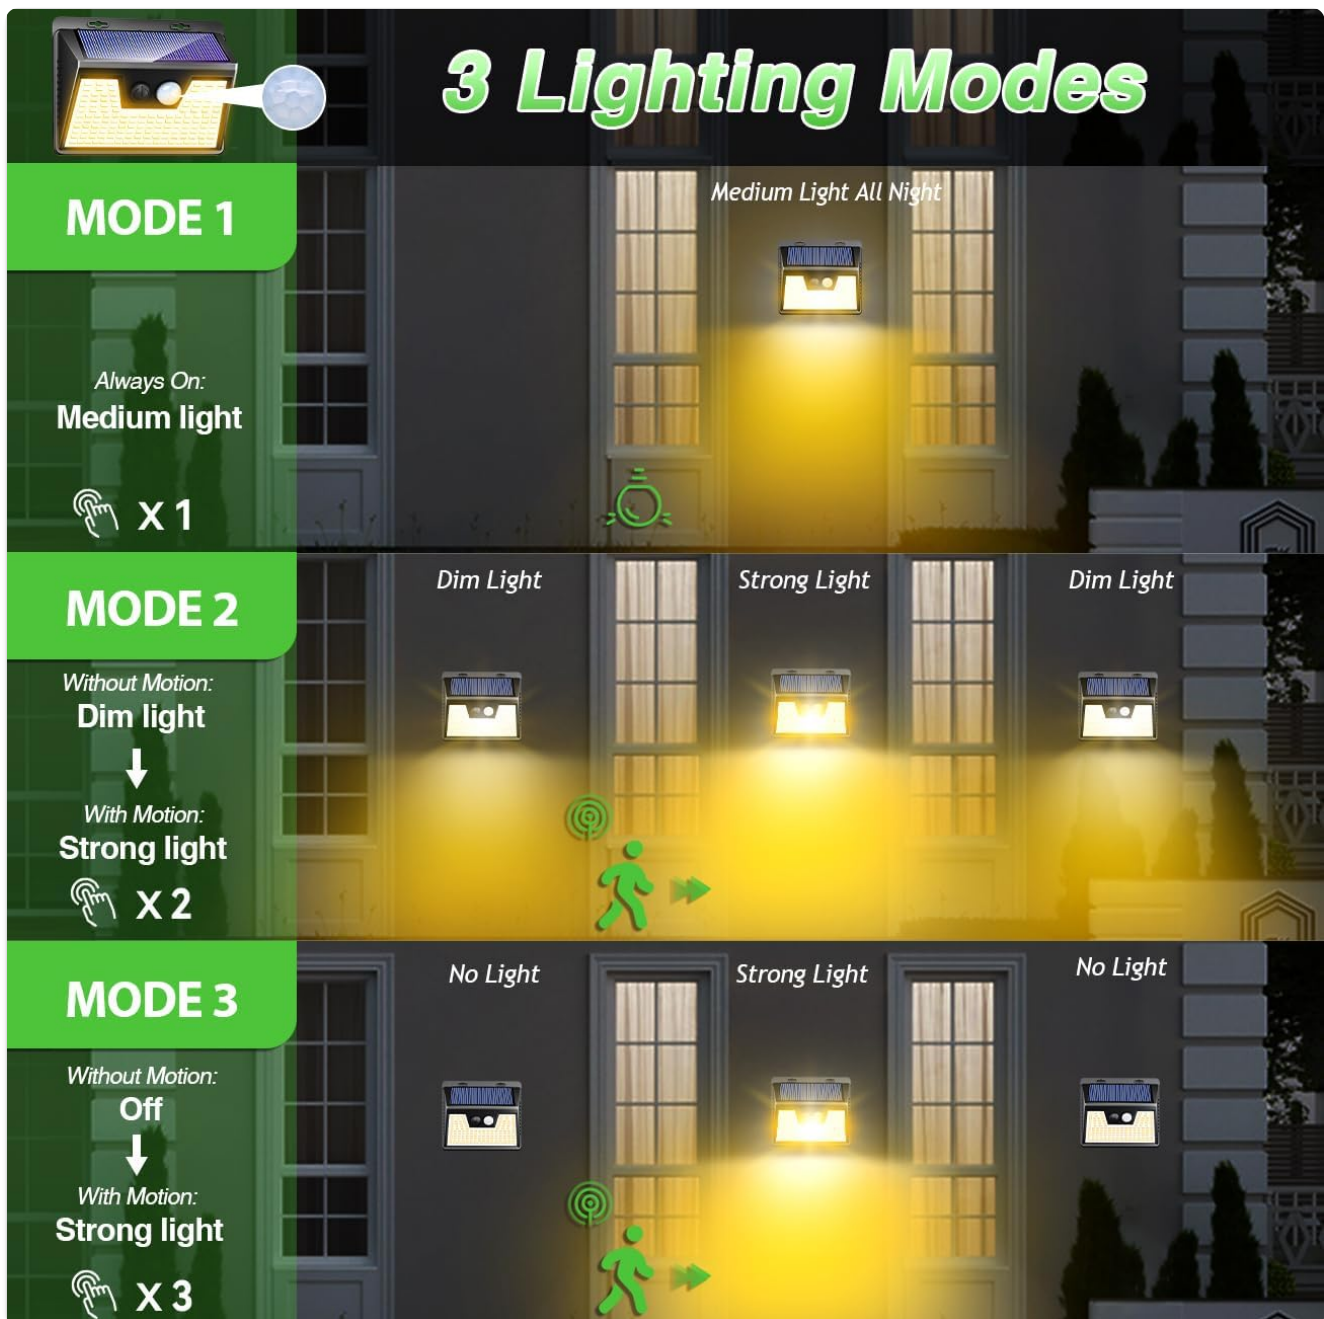 3 Lighting Modes
MODE 1
Medium Light All Night
Always On:
Medium light
X 1
MODE 2
Dim Light
Strong Light
Dim Light
Without Motion:
Dim light
With Motion:
Strong light
X 2
MODE 3
No Light
Strong Light
No Light
Without Motion:
Off
With Motion:
Strong light
X 3